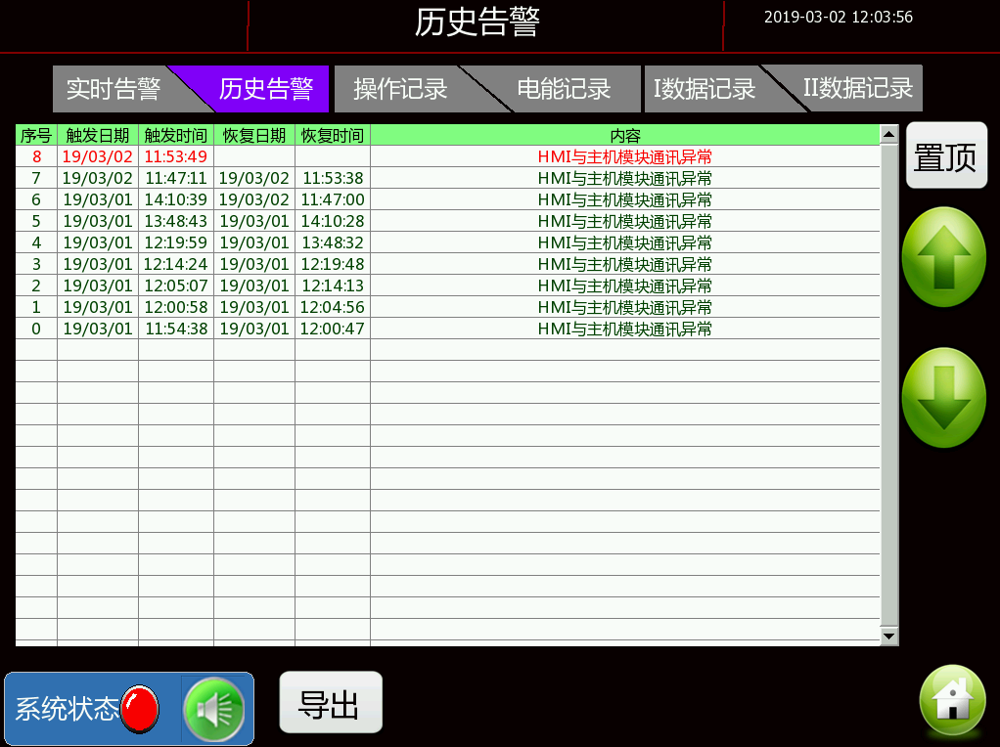 历史告警
2019-03-02 12:03:56
实时告警 历史告警 操作记录 电能记录 I数据记录 II数据记录
序号 触发日期 触发时间 恢复日期 恢复时间 内容
8 19/03/02 11:53:49 HMI与主机模块通讯异常
7 19/03/02 11:47:11 19/03/02 11:53:38 HMI与主机模块通讯异常
6 19/03/01 14:10:39 19/03/02 11:47:00 HMI与主机模块通讯异常
5 19/03/01 13:48:43 19/03/01 14:10:28 HMI与主机模块通讯异常
4 19/03/01 12:19:59 19/03/01 13:48:32 HMI与主机模块通讯异常
3 19/03/01 12:14:24 19/03/01 12:19:48 HMI与主机模块通讯异常
2 19/03/01 12:05:07 19/03/01 12:14:13 HMI与主机模块通讯异常
1 19/03/01 12:00:58 19/03/01 12:04:56 HMI与主机模块通讯异常
0 19/03/01 11:54:38 19/03/01 12:00:47 HMI与主机模块通讯异常
置顶
系统状态
导出